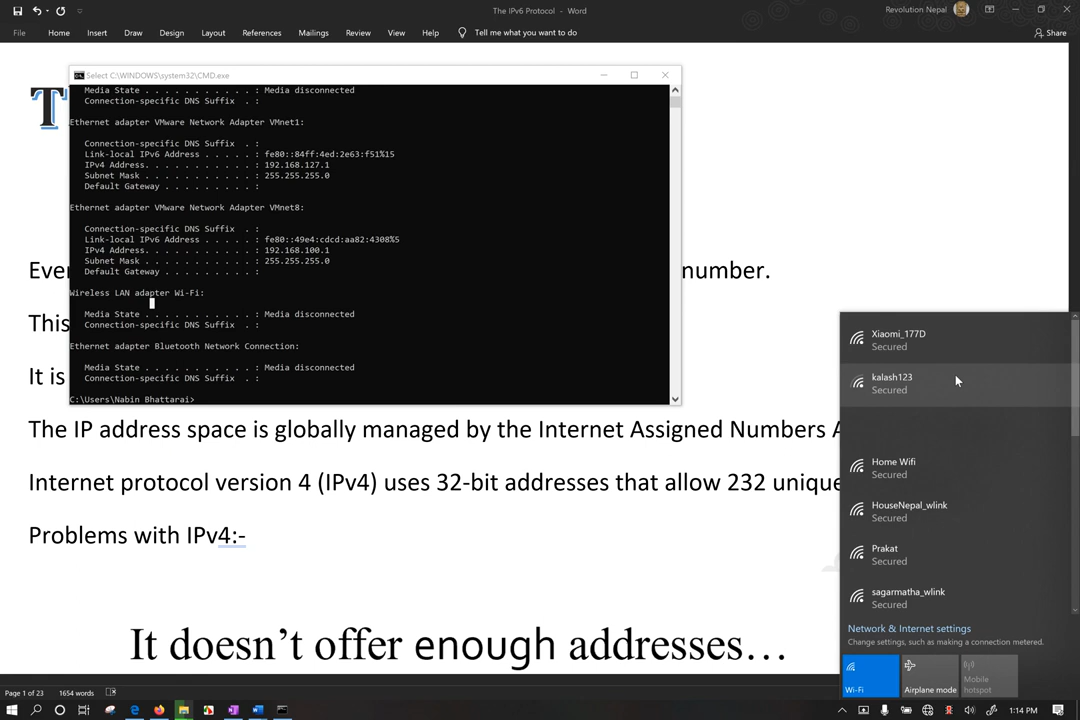 The IPv6 Protocol - Word
Revolution Nepal
File Home Insert Draw Design Layout References Mailings Review View Help Tell me what you want to do Share
Select C:\WINDOWS\system32\CMD.exe
Media State . . . . . . . . . . . : Media disconnected
Connection-specific DNS Suffix . :
Ethernet adapter VMware Network Adapter VMnet1:
Connection-specific DNS Suffix . :
Link-local IPv6 Address . . . . . : fe80::84ff:4ed:2e63:f51%15
IPv4 Address. . . . . . . . . . . : 192.168.127.1
Subnet Mask . . . . . . . . . . . : 255.255.255.0
Default Gateway . . . . . . . . . :
Ethernet adapter VMware Network Adapter VMnet8:
Connection-specific DNS Suffix . :
Link-local IPv6 Address . . . . . : fe80::49e4:cdcd:aa82:4308%5
IPv4 Address. . . . . . . . . . . : 192.168.100.1
Subnet Mask . . . . . . . . . . . : 255.255.255.0
Default Gateway . . . . . . . . . :
Wireless LAN adapter Wi-Fi:
Media State . . . . . . . . . . . : Media disconnected
Connection-specific DNS Suffix . :
Ethernet adapter Bluetooth Network Connection:
Media State . . . . . . . . . . . : Media disconnected
Connection-specific DNS Suffix . :
C:\Users\Nabin Bhattarai>
T
number.
This
It is
The IP address space is globally managed by the Internet Assigned Numbers A
Internet protocol version 4 (IPv4) uses 32-bit addresses that allow 232 unique
Problems with IPv4:-
It doesn't offer enough addresses…
Xiaomi_177D
Secured
kalash123
Secured
Home Wifi
Secured
HouseNepal_wlink
Secured
Prakat
Secured
sagarmatha_wlink
Secured
Network & Internet settings
Change settings, such as making a connection metered.
Wi-Fi
Airplane mode
Mobile hotspot
Page 1 of 23 1654 words
1:14 PM